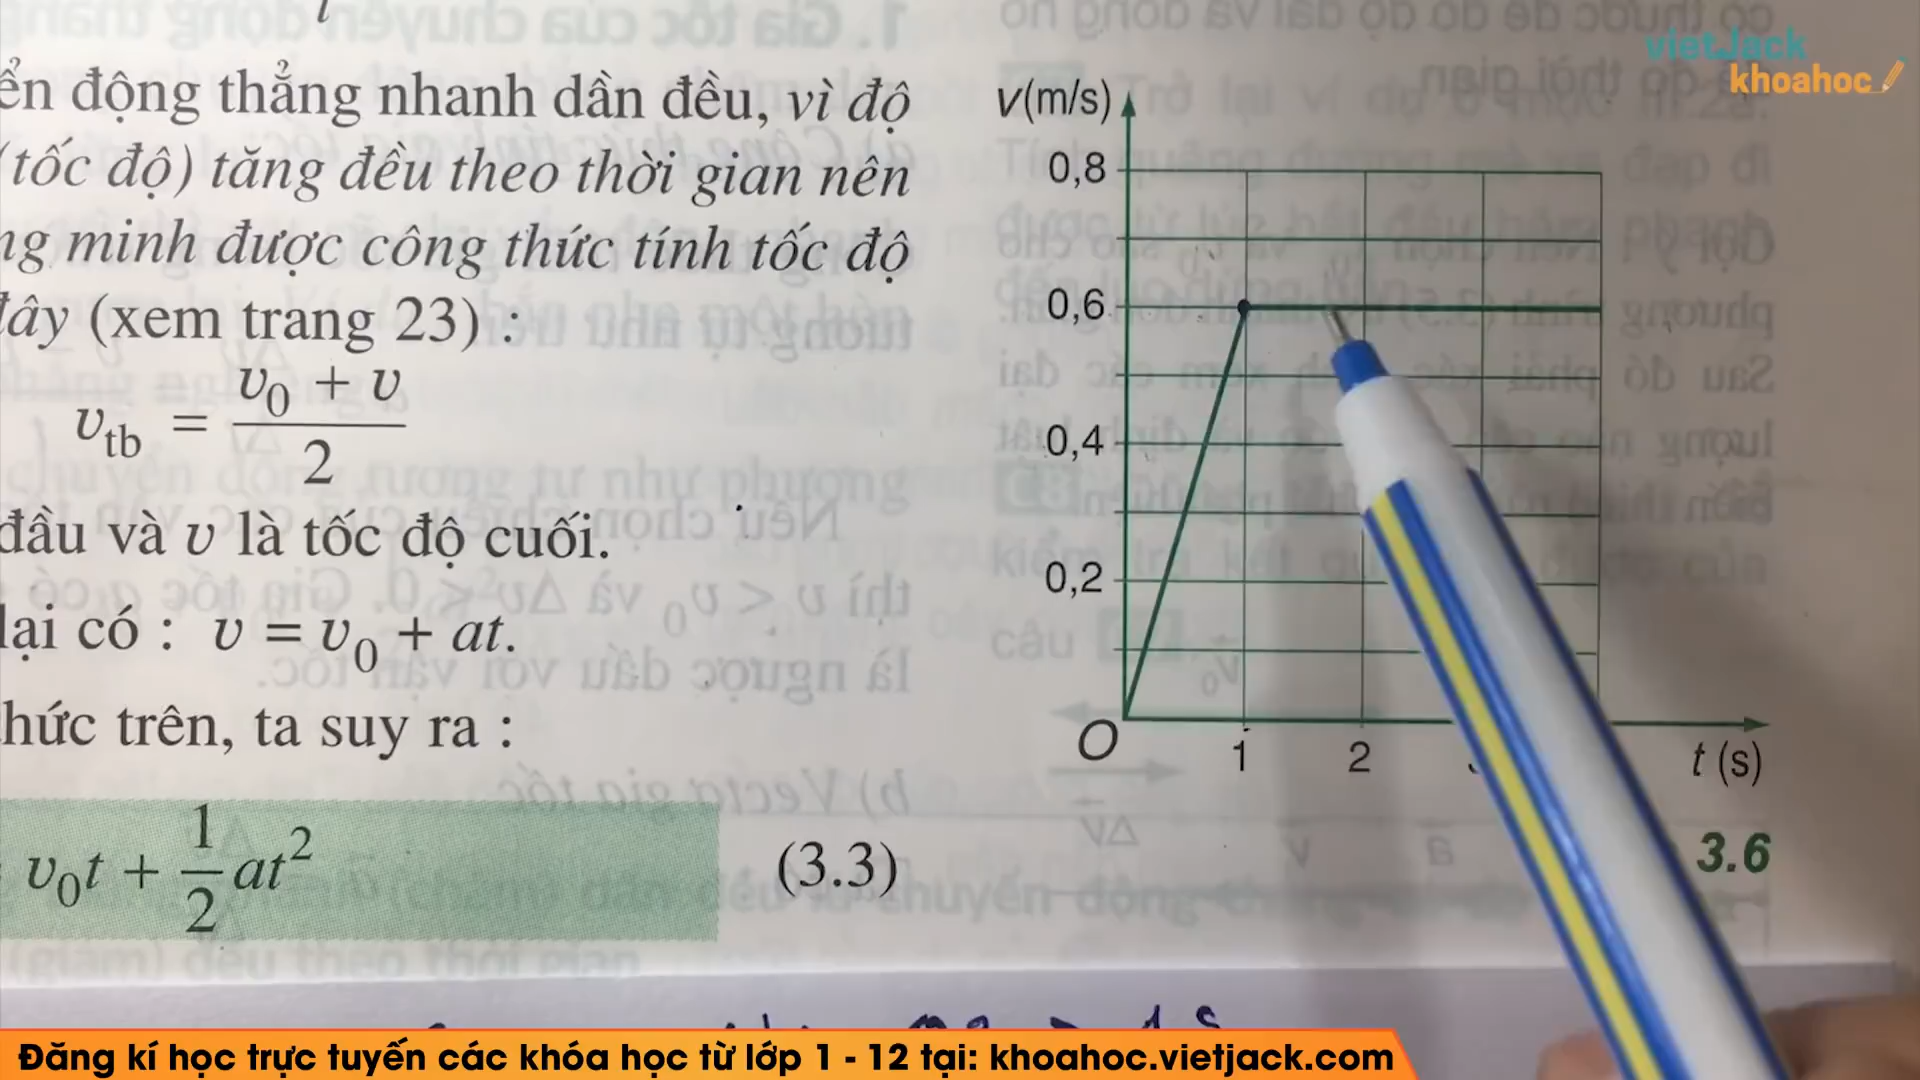 ển động thẳng nhanh dần đều, vì độ
(tốc độ) tăng đều theo thời gian nên
ng minh được công thức tính tốc độ
đây (xem trang 23) :
v_tb = (v_0 + v) / 2
đầu và v là tốc độ cuối.
lại có : v = v_0 + at.
hức trên, ta suy ra :
v_0t + 1/2 at^2 (3.3)
v(m/s)
0,8
0,6
0,4
0,2
O 1 2 t (s)
3.6
vietJack
khoahoc
Đăng kí học trực tuyến các khóa học từ lớp 1 - 12 tại: khoahoc.vietjack.com